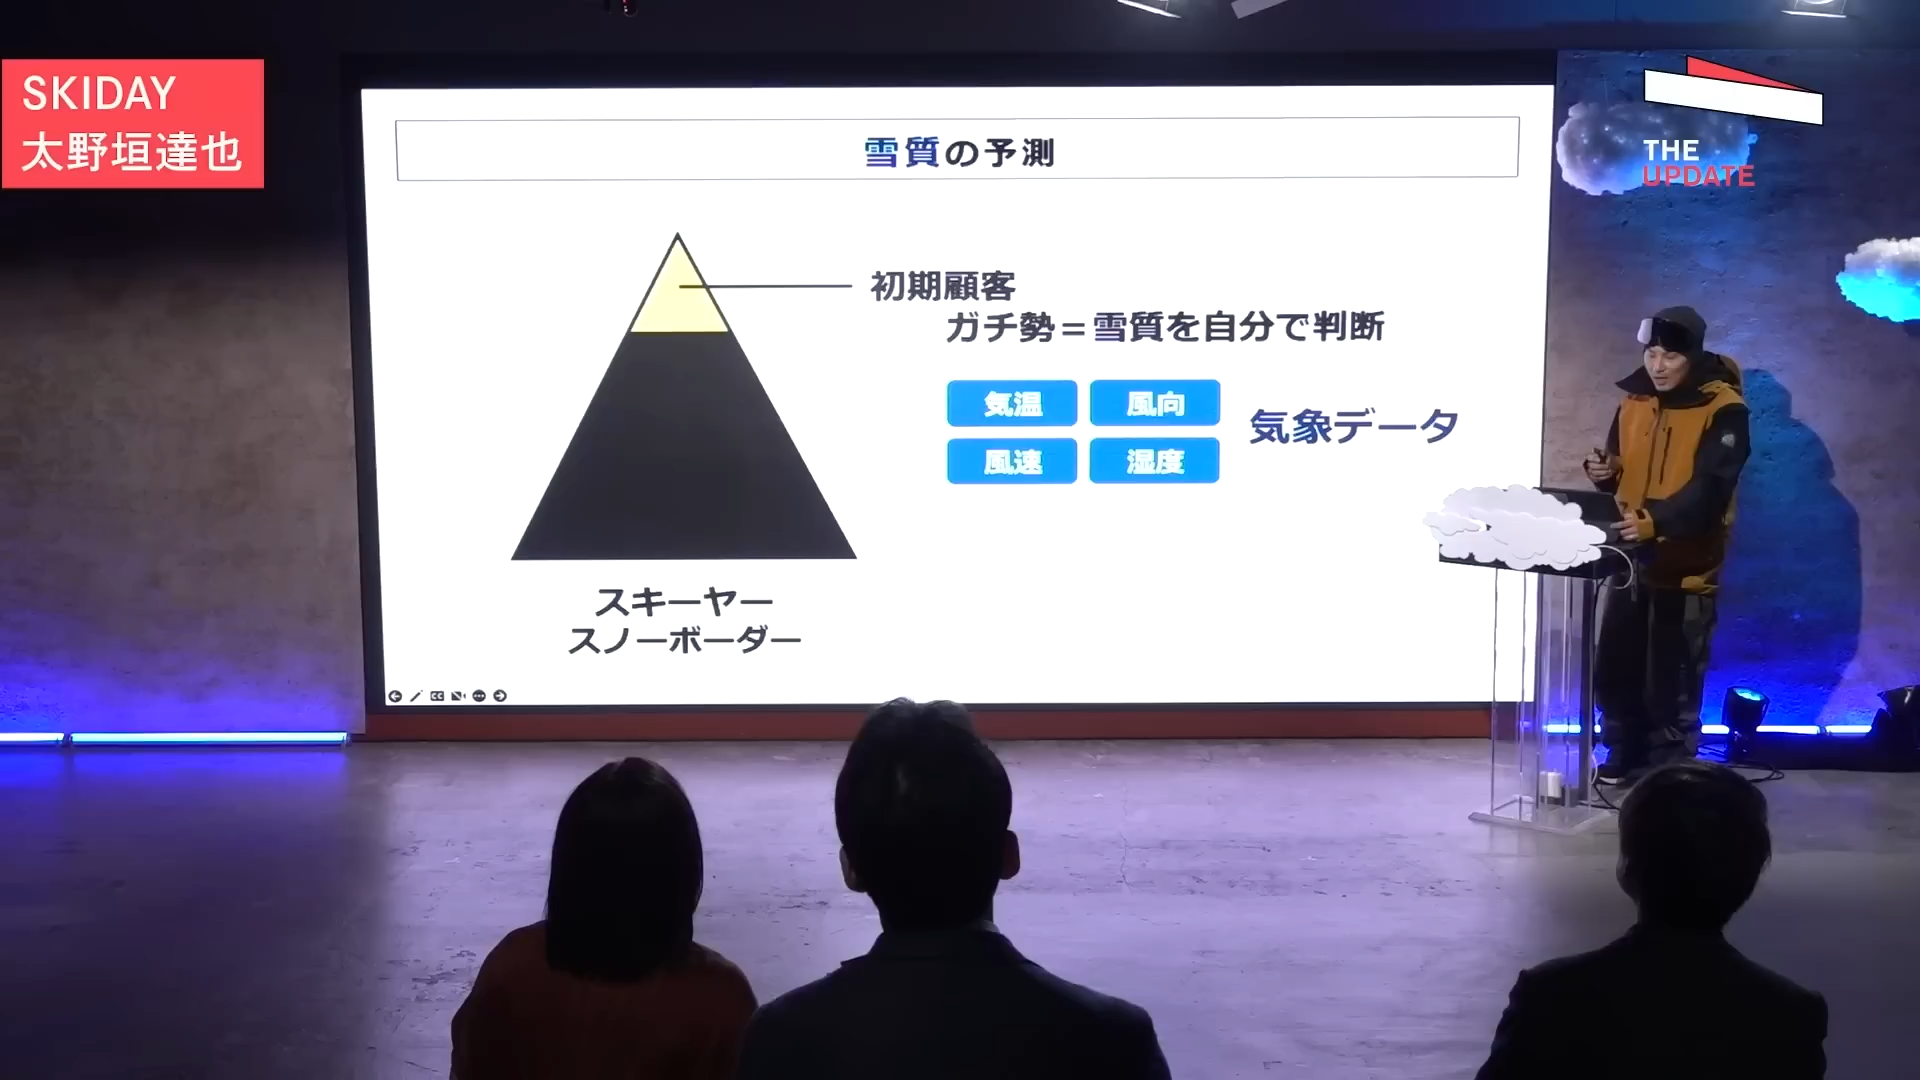 SKIDAY
太野垣達也
THE
UPDATE
雪質の予測
初期顧客
ガチ勢＝雪質を自分で判断
気温
風向
風速
湿度
気象データ
スキーヤー
スノーボーダー